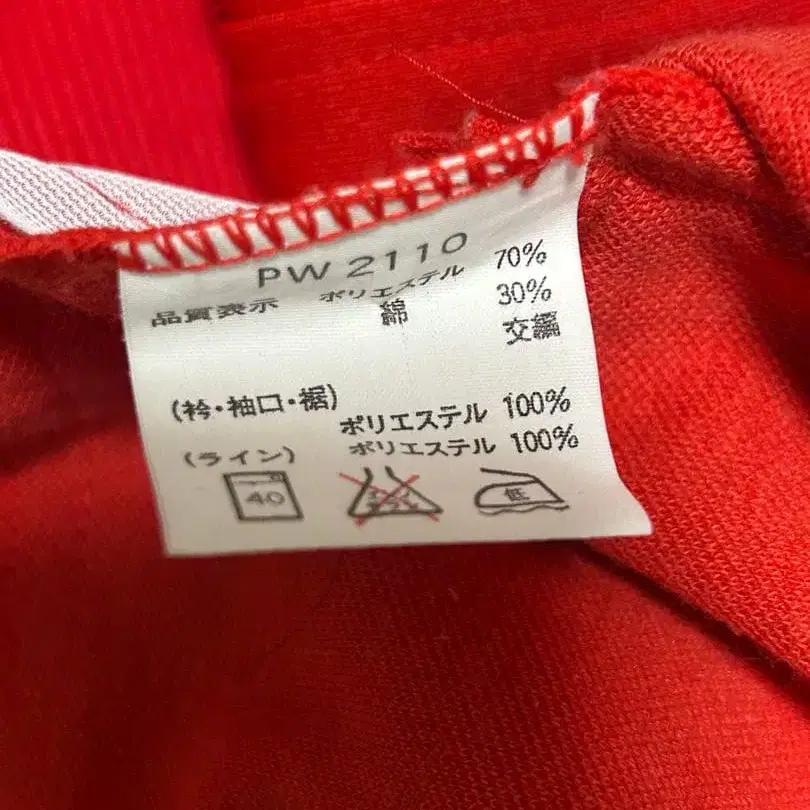 PW 2110
品質表示 ポリエステル 70%
綿 30%
交編
(衿・袖口・裾) ポリエステル 100%
(ライン) ポリエステル 100%
40 低